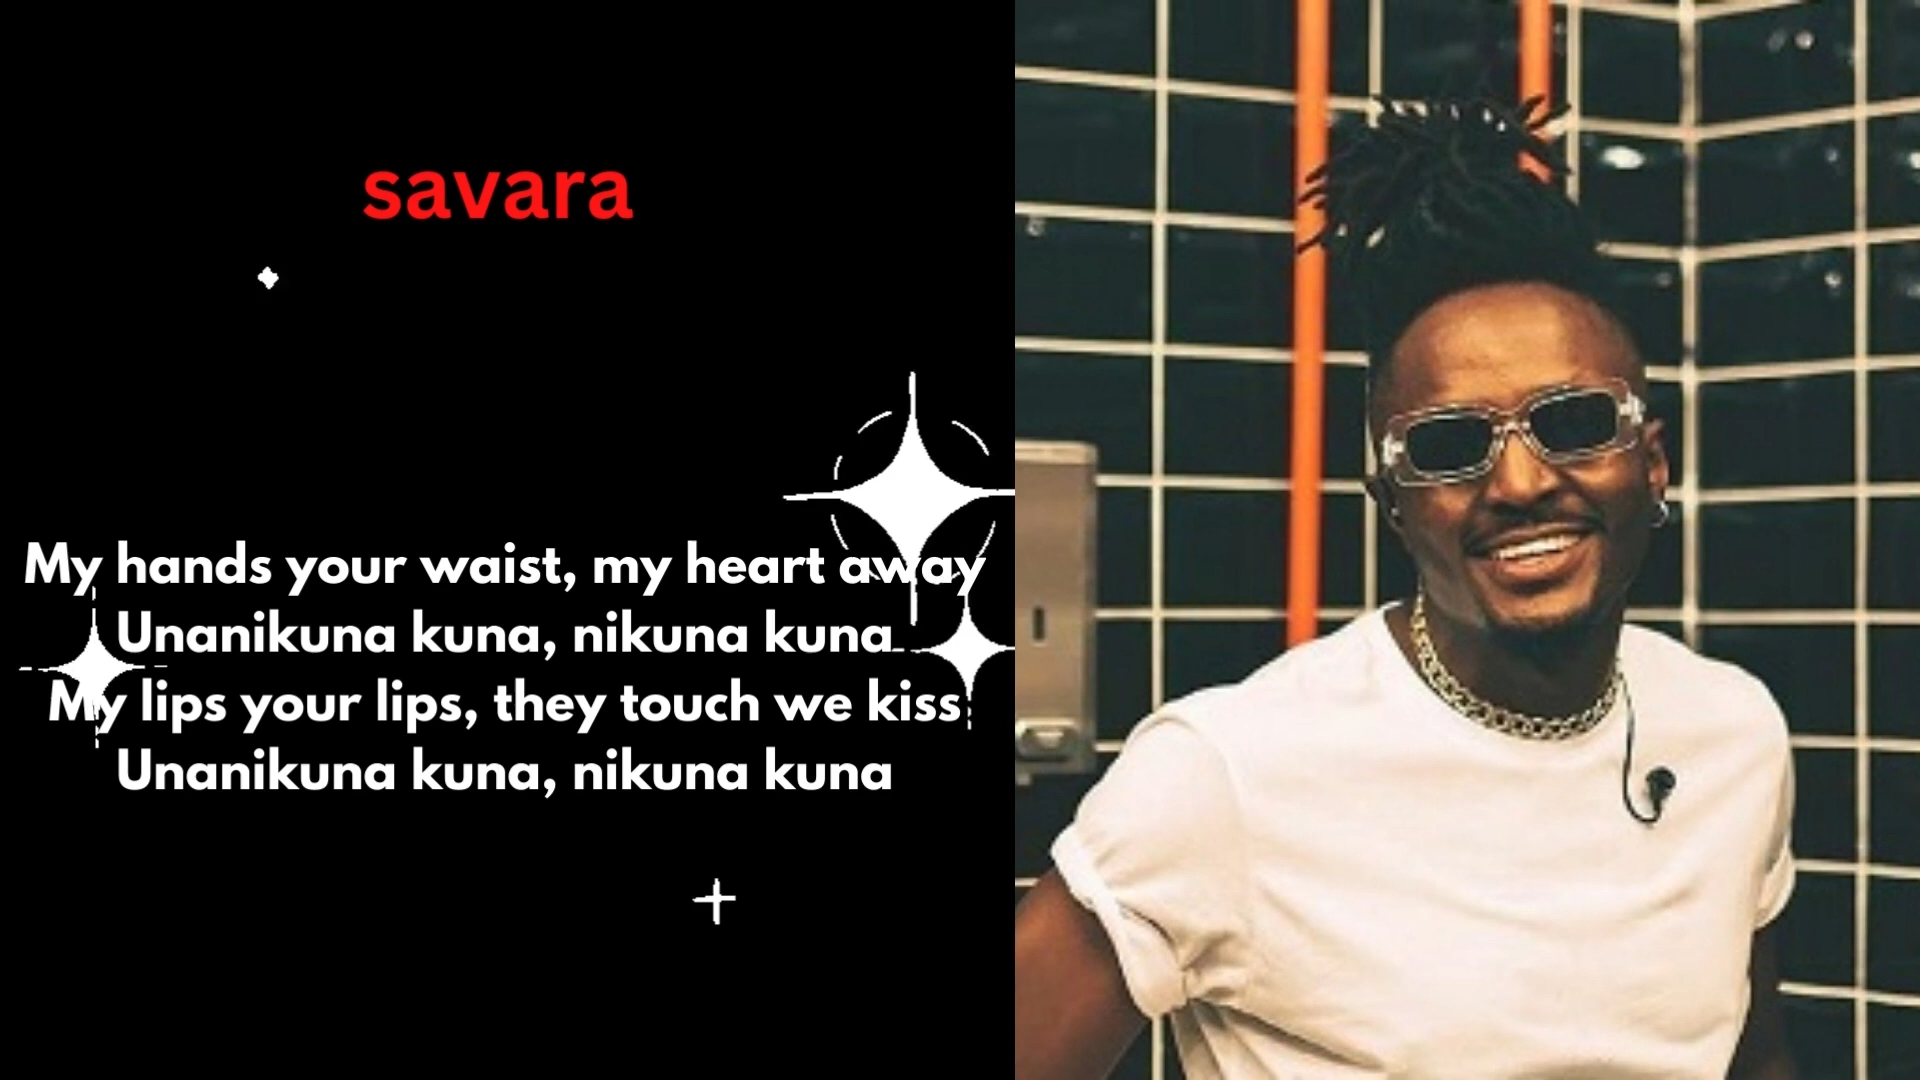 savara
My hands your waist, my heart away
Unanikuna kuna, nikuna kuna
My lips your lips, they touch we kiss
Unanikuna kuna, nikuna kuna